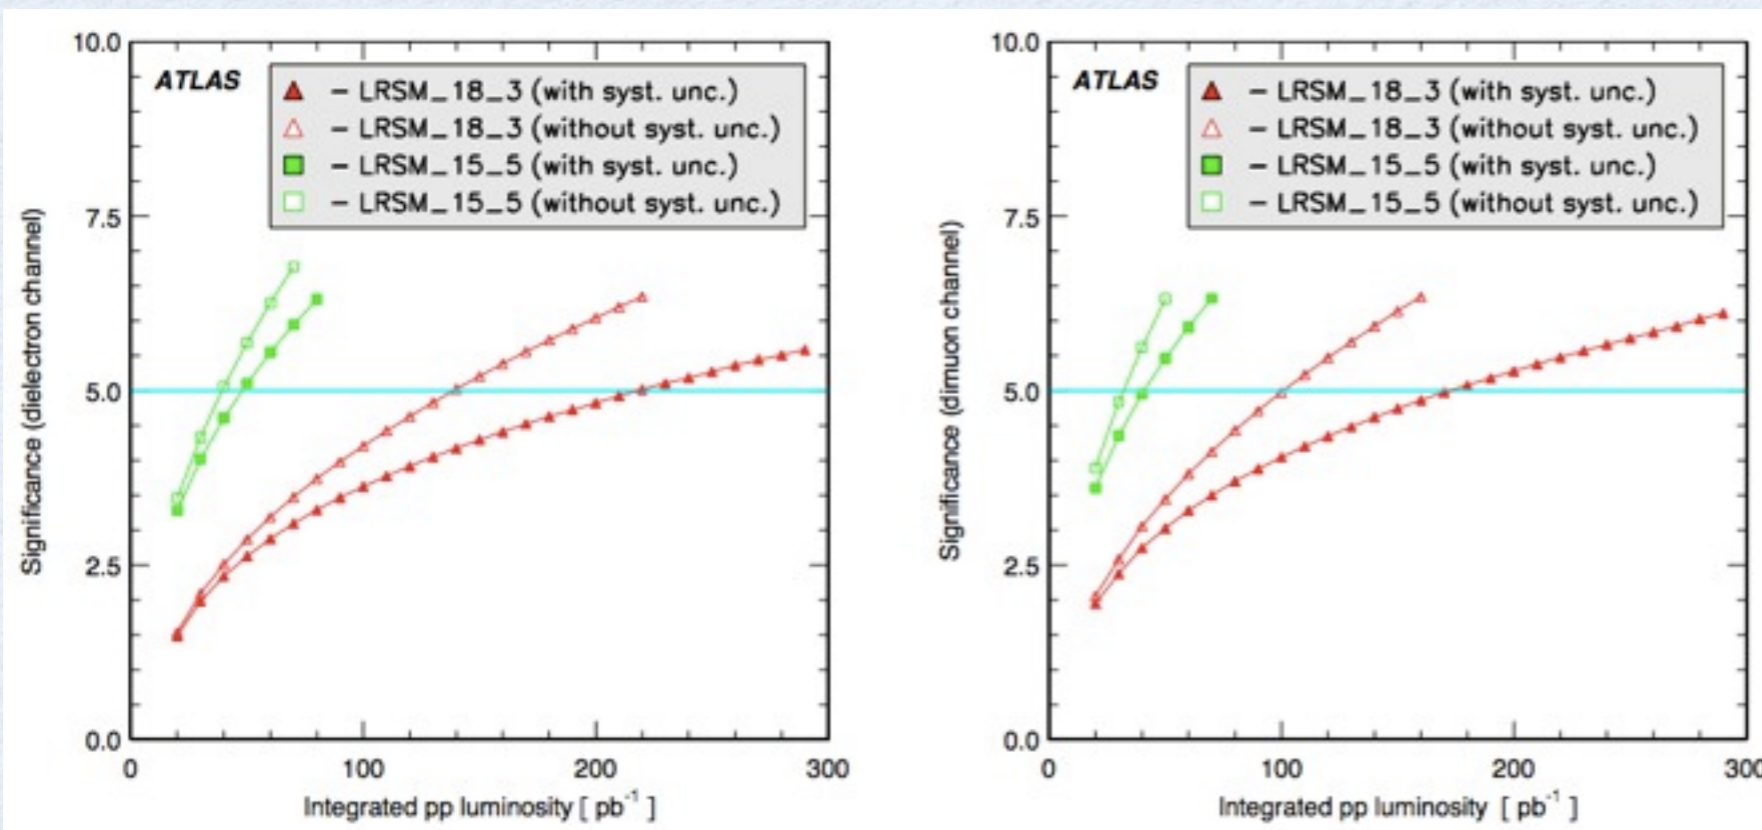 10.0
ATLAS
– LRSM_18_3 (with syst. unc.)
– LRSM_18_3 (without syst. unc.)
– LRSM_15_5 (with syst. unc.)
– LRSM_15_5 (without syst. unc.)
7.5
5.0
2.5
0.0
0 100 200 300
Significance (dielectron channel)
Integrated pp luminosity [ pb⁻¹ ]
10.0
ATLAS
– LRSM_18_3 (with syst. unc.)
– LRSM_18_3 (without syst. unc.)
– LRSM_15_5 (with syst. unc.)
– LRSM_15_5 (without syst. unc.)
7.5
5.0
2.5
0.0
0 100 200 300
Significance (dimuon channel)
Integrated pp luminosity [ pb⁻¹ ]